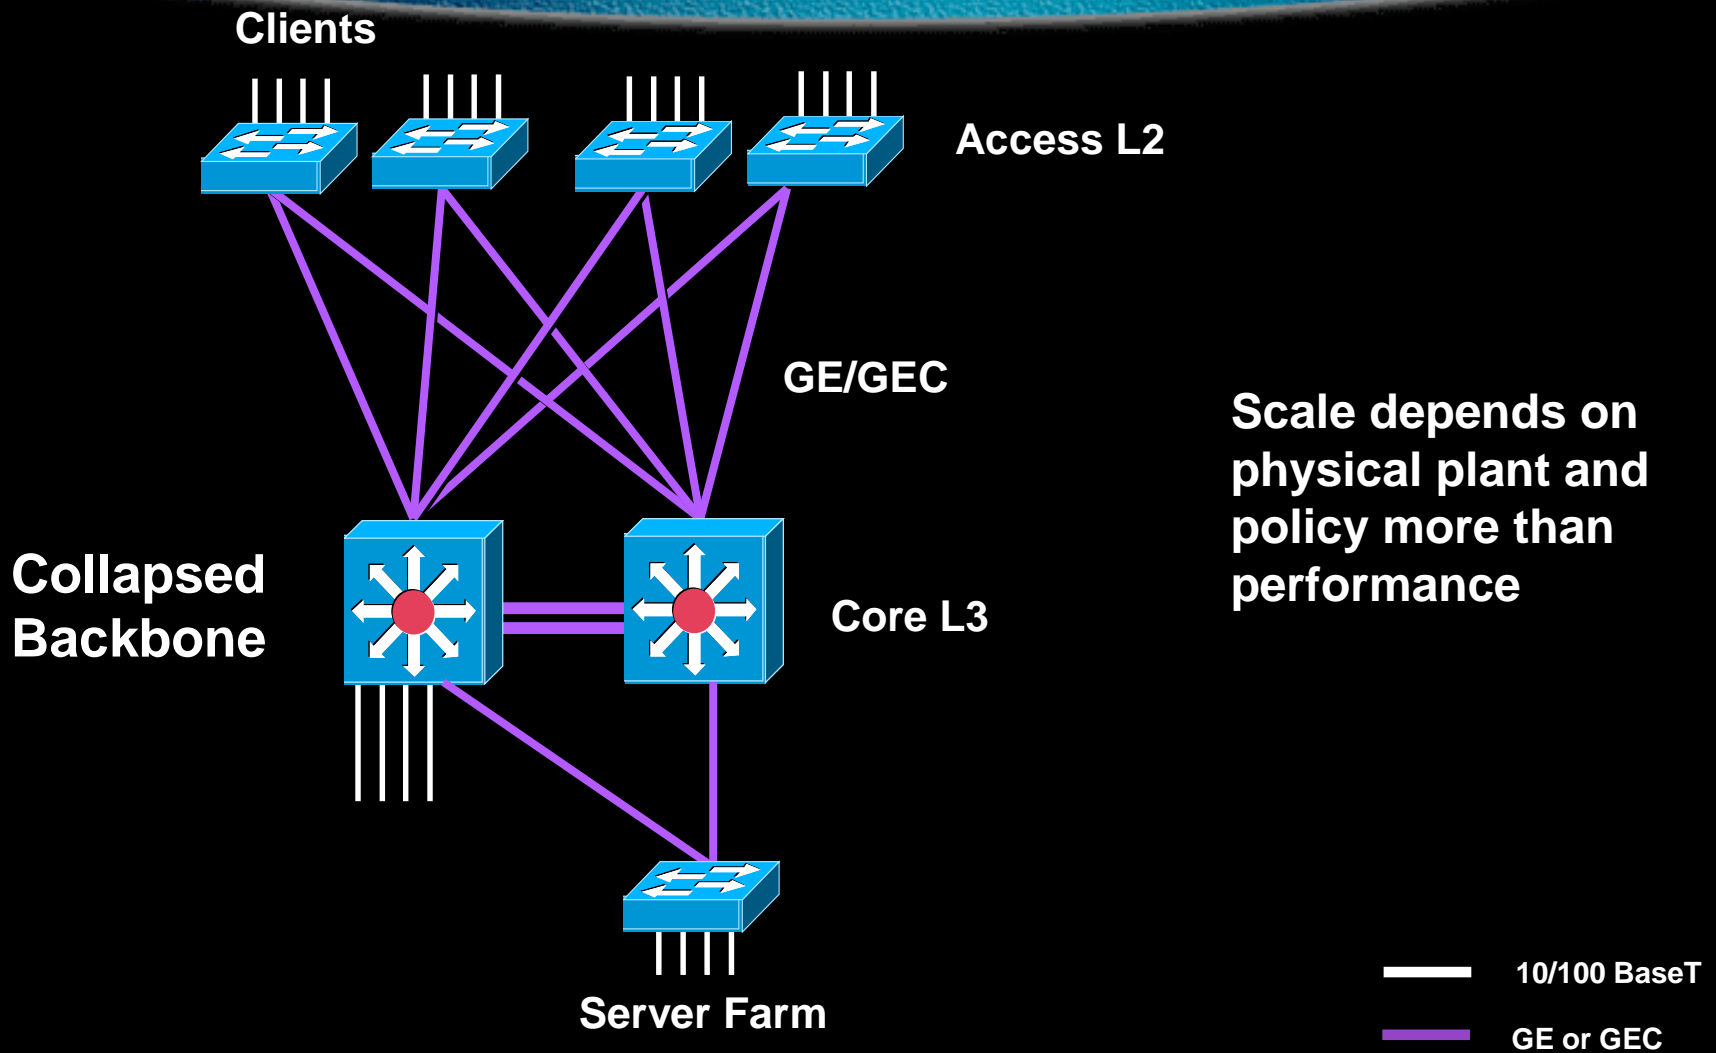 Clients
Access L2
GE/GEC
Scale depends on
physical plant and
policy more than
performance
Collapsed
Backbone
Core L3
Server Farm
10/100 BaseT
GE or GEC